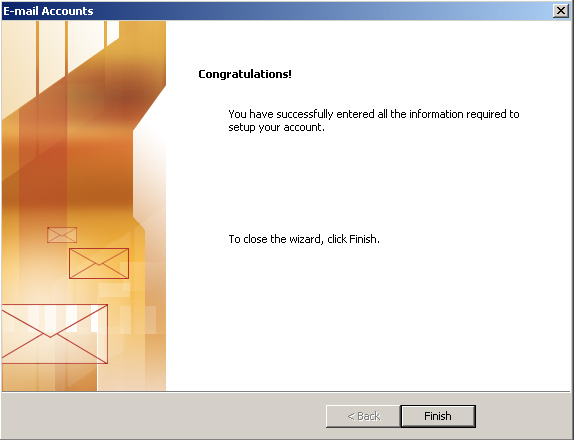 E-mail Accounts
Congratulations!
You have successfully entered all the information required to
setup your account.
To close the wizard, click Finish.
< Back
Finish